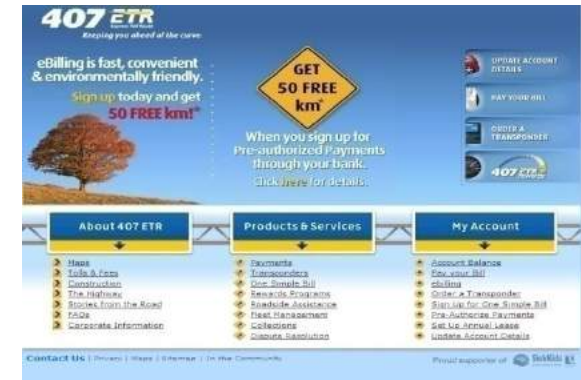 407 ETR
Express Toll Route
Keeping you ahead of the curve
eBilling is fast, convenient
& environmentally friendly.
Sign up today and get
50 FREE km!*
GET
50 FREE
km*
When you sign up for
Pre-authorized Payments
through your bank.
Click here for details.
UPDATE ACCOUNT
DETAILS
PAY YOUR BILL
ORDER A
TRANSPONDER
407 ETR
About 407 ETR
Maps
Tolls & Fees
Construction
The Highway
Stories from the Road
FAQs
Corporate Information
Products & Services
Payments
Transponders
One Simple Bill
Rewards Programs
Roadside Assistance
Fleet Management
Collections
Dispute Resolution
My Account
Account Balance
Pay your Bill
eBilling
Order a Transponder
Sign up for One Simple Bill
Pre-Authorize Payments
Set Up Annual Lease
Update Account Details
Contact Us | Privacy | Maps | Sitemap | In the Community
Proud supporter of SickKids